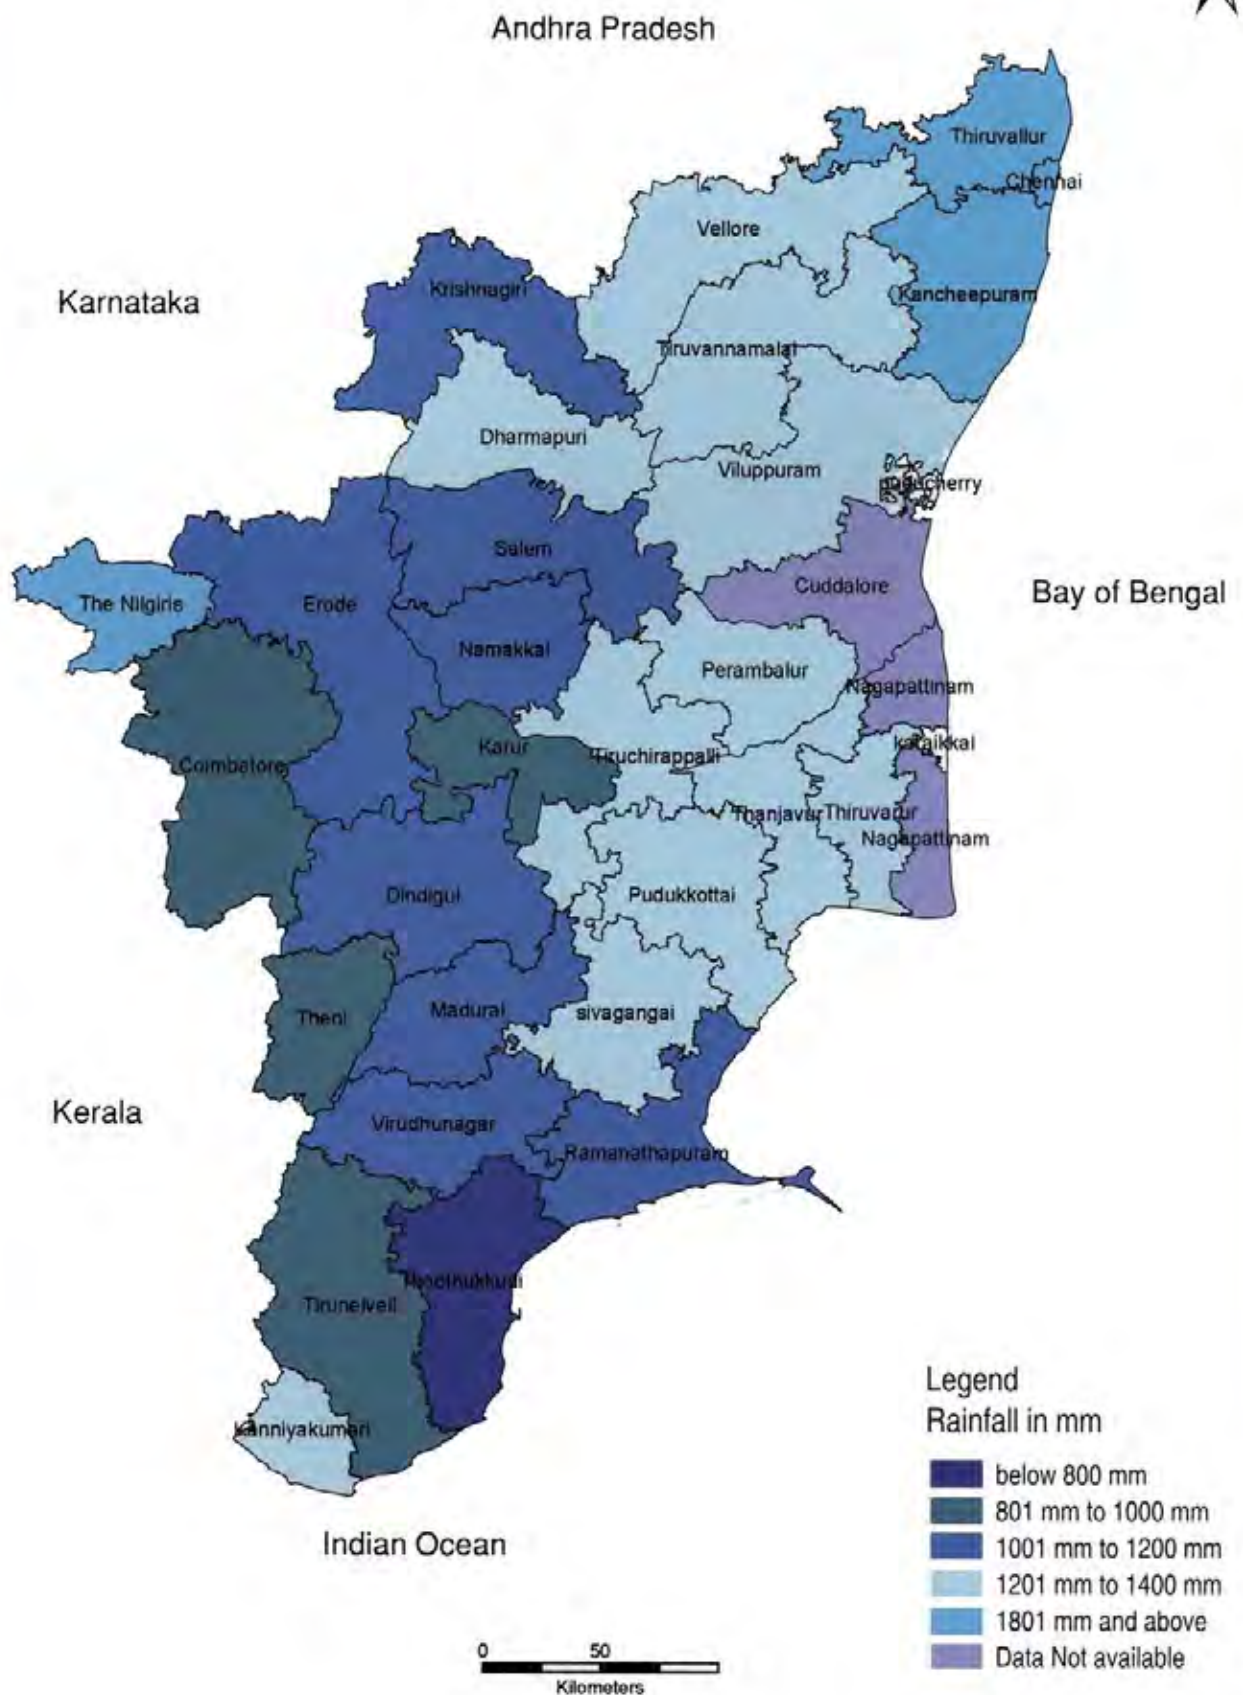 Andhra Pradesh
Thiruvallur
Chennai
Vellore
Krishnagiri
Karnataka
Kancheepuram
Tiruvannamalai
Dharmapuri
Viluppuram
puducherry
Salem
Cuddalore
Bay of Bengal
The Nilgiris
Erode
Namakkal
Perambalur
Nagapattinam
Karur
karaikkal
Tiruchirappalli
Coimbatore
Thanjavur
Thiruvarur
Nagapattinam
Dindigul
Pudukkottai
Theni
Madurai
sivagangai
Kerala
Virudhunagar
Ramanathapuram
Thoothukkudi
Tirunelveli
Kanniyakumari
Indian Ocean
Legend
Rainfall in mm
below 800 mm
801 mm to 1000 mm
1001 mm to 1200 mm
1201 mm to 1400 mm
1801 mm and above
Data Not available
0 50
Kilometers